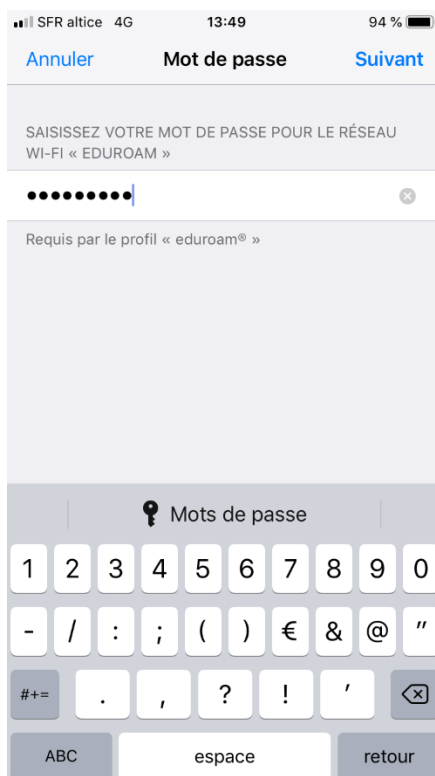 SFR altice 4G 13:49 94 %
Annuler Mot de passe Suivant
SAISISSEZ VOTRE MOT DE PASSE POUR LE RÉSEAU
WI-FI « EDUROAM »
•••••••••
Requis par le profil « eduroam® »
Mots de passe
1 2 3 4 5 6 7 8 9 0
- / : ; ( ) € & @ "
#+= . , ? ! ’
ABC espace retour